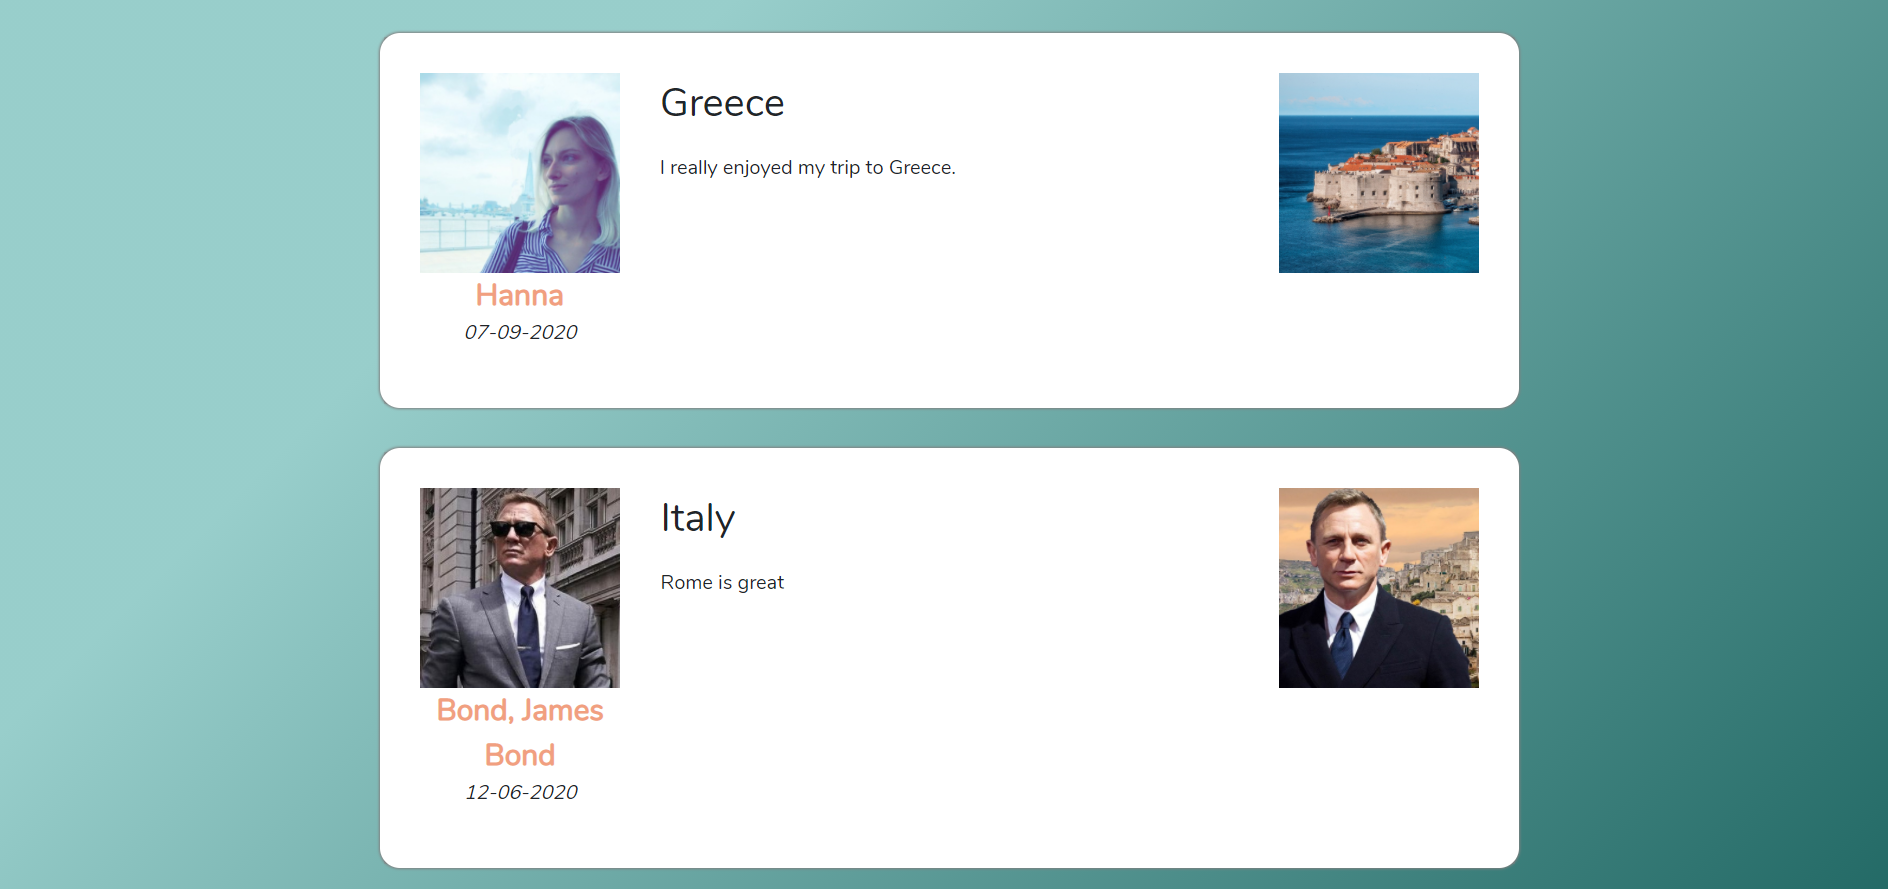 Greece
I really enjoyed my trip to Greece.
Hanna
07-09-2020
Italy
Rome is great
Bond, James
Bond
12-06-2020